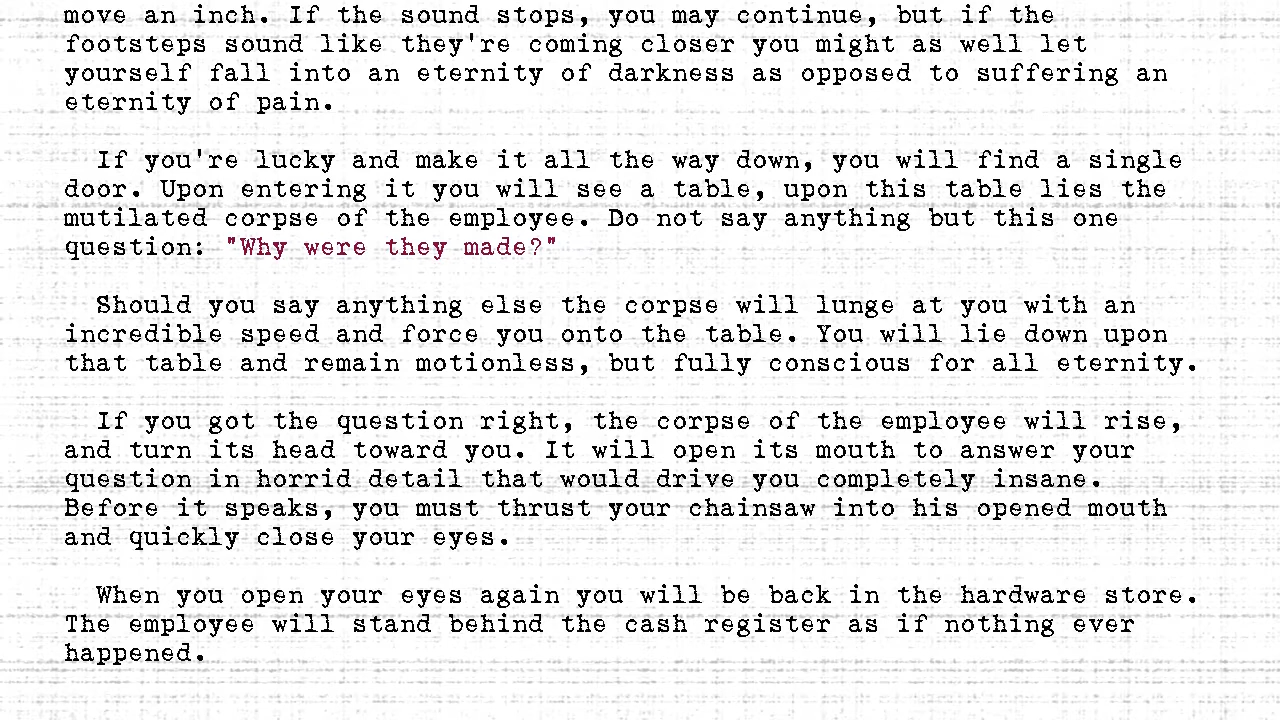 move an inch. If the sound stops, you may continue, but if the
footsteps sound like they're coming closer you might as well let
yourself fall into an eternity of darkness as opposed to suffering an
eternity of pain.
If you're lucky and make it all the way down, you will find a single
door. Upon entering it you will see a table, upon this table lies the
mutilated corpse of the employee. Do not say anything but this one
question: "Why were they made?"
Should you say anything else the corpse will lunge at you with an
incredible speed and force you onto the table. You will lie down upon
that table and remain motionless, but fully conscious for all eternity.
If you got the question right, the corpse of the employee will rise,
and turn its head toward you. It will open its mouth to answer your
question in horrid detail that would drive you completely insane.
Before it speaks, you must thrust your chainsaw into his opened mouth
and quickly close your eyes.
When you open your eyes again you will be back in the hardware store.
The employee will stand behind the cash register as if nothing ever
happened.